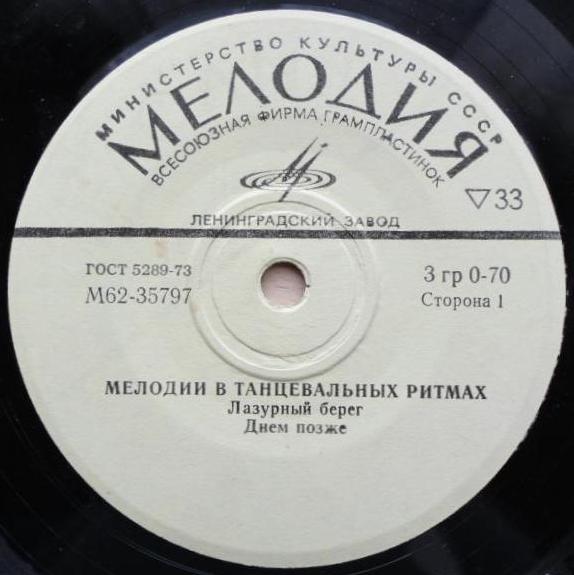 МИНИСТЕРСТВО КУЛЬТУРЫ СССР
МЕЛОДИЯ
ВСЕСОЮЗНАЯ ФИРМА ГРАМПЛАСТИНОК
▽33
ЛЕНИНГРАДСКИЙ ЗАВОД
ГОСТ 5289-73
3 гр 0-70
М62-35797
Сторона 1
МЕЛОДИИ В ТАНЦЕВАЛЬНЫХ РИТМАХ
Лазурный берег
Днем позже